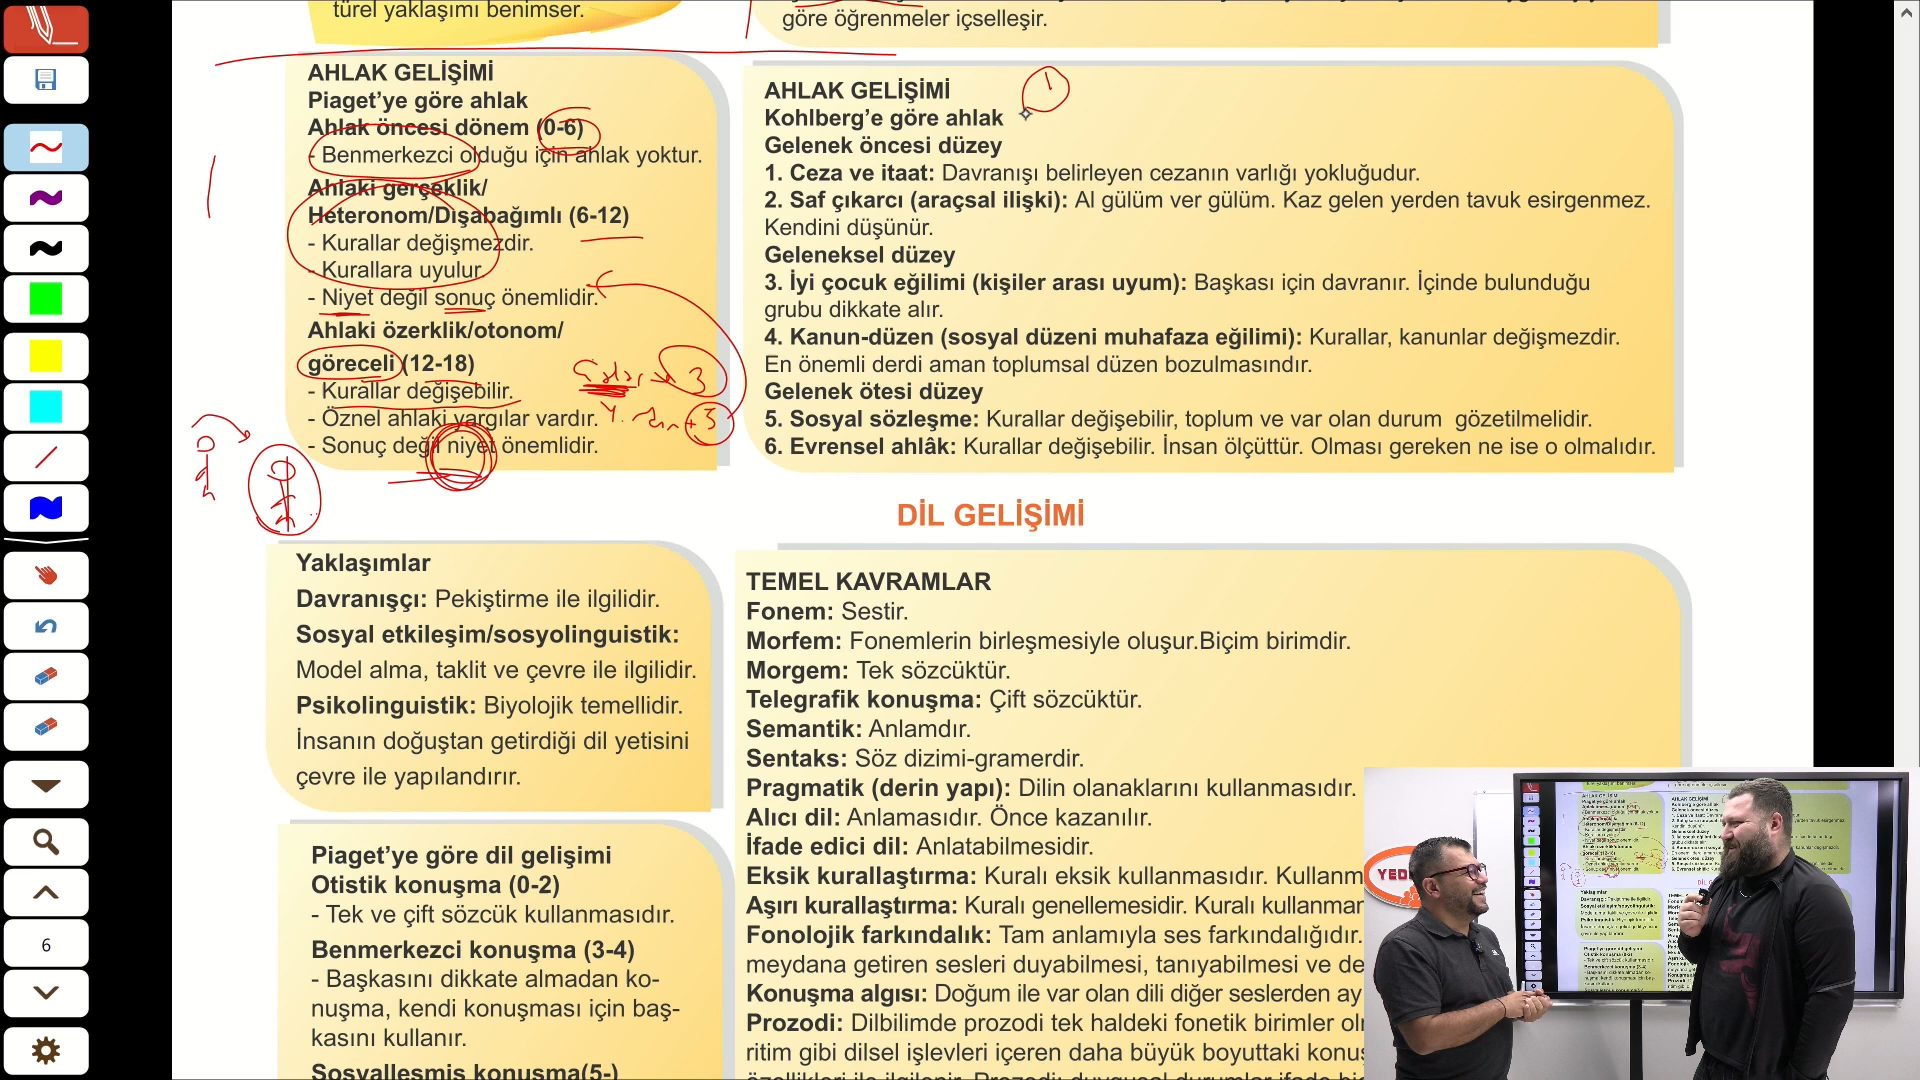 türel yaklaşımı benimser.
göre öğrenmeler içselleşir.
AHLAK GELİŞİMİ
Piaget'ye göre ahlak
Ahlak öncesi dönem (0-6)
- Benmerkezci olduğu için ahlak yoktur.
Ahlaki gerçeklik/
Heteronom/Dışabağımlı (6-12)
- Kurallar değişmezdir.
- Kurallara uyulur.
- Niyet değil sonuç önemlidir.
Ahlaki özerklik/otonom/
göreceli (12-18)
- Kurallar değişebilir.
- Öznel ahlaki yargılar vardır.
- Sonuç değil niyet önemlidir.
3
+3
1
AHLAK GELİŞİMİ
Kohlberg'e göre ahlak
Gelenek öncesi düzey
1. Ceza ve itaat: Davranışı belirleyen cezanın varlığı yokluğudur.
2. Saf çıkarcı (araçsal ilişki): Al gülüm ver gülüm. Kaz gelen yerden tavuk esirgenmez.
Kendini düşünür.
Geleneksel düzey
3. İyi çocuk eğilimi (kişiler arası uyum): Başkası için davranır. İçinde bulunduğu
grubu dikkate alır.
4. Kanun-düzen (sosyal düzeni muhafaza eğilimi): Kurallar, kanunlar değişmezdir.
En önemli derdi aman toplumsal düzen bozulmasındır.
Gelenek ötesi düzey
5. Sosyal sözleşme: Kurallar değişebilir, toplum ve var olan durum gözetilmelidir.
6. Evrensel ahlâk: Kurallar değişebilir. İnsan ölçüttür. Olması gereken ne ise o olmalıdır.
DİL GELİŞİMİ
Yaklaşımlar
Davranışçı: Pekiştirme ile ilgilidir.
Sosyal etkileşim/sosyolinguistik:
Model alma, taklit ve çevre ile ilgilidir.
Psikolinguistik: Biyolojik temellidir.
İnsanın doğuştan getirdiği dil yetisini
çevre ile yapılandırır.
Piaget'ye göre dil gelişimi
Otistik konuşma (0-2)
- Tek ve çift sözcük kullanmasıdır.
Benmerkezci konuşma (3-4)
- Başkasını dikkate almadan ko-
nuşma, kendi konuşması için baş-
kasını kullanır.
Sosyalleşmiş konuşma(5-)
TEMEL KAVRAMLAR
Fonem: Sestir.
Morfem: Fonemlerin birleşmesiyle oluşur.Biçim birimdir.
Morgem: Tek sözcüktür.
Telegrafik konuşma: Çift sözcüktür.
Semantik: Anlamdır.
Sentaks: Söz dizimi-gramerdir.
Pragmatik (derin yapı): Dilin olanaklarını kullanmasıdır.
Alıcı dil: Anlamasıdır. Önce kazanılır.
İfade edici dil: Anlatabilmesidir.
Eksik kurallaştırma: Kuralı eksik kullanmasıdır. Kullanm
Aşırı kurallaştırma: Kuralı genellemesidir. Kuralı kullanmar
Fonolojik farkındalık: Tam anlamıyla ses farkındalığıdır.
meydana getiren sesleri duyabilmesi, tanıyabilmesi ve de
Konuşma algısı: Doğum ile var olan dili diğer seslerden ay
Prozodi: Dilbilimde prozodi tek haldeki fonetik birimler ol
ritim gibi dilsel işlevleri içeren daha büyük boyuttaki konuş
6
YED